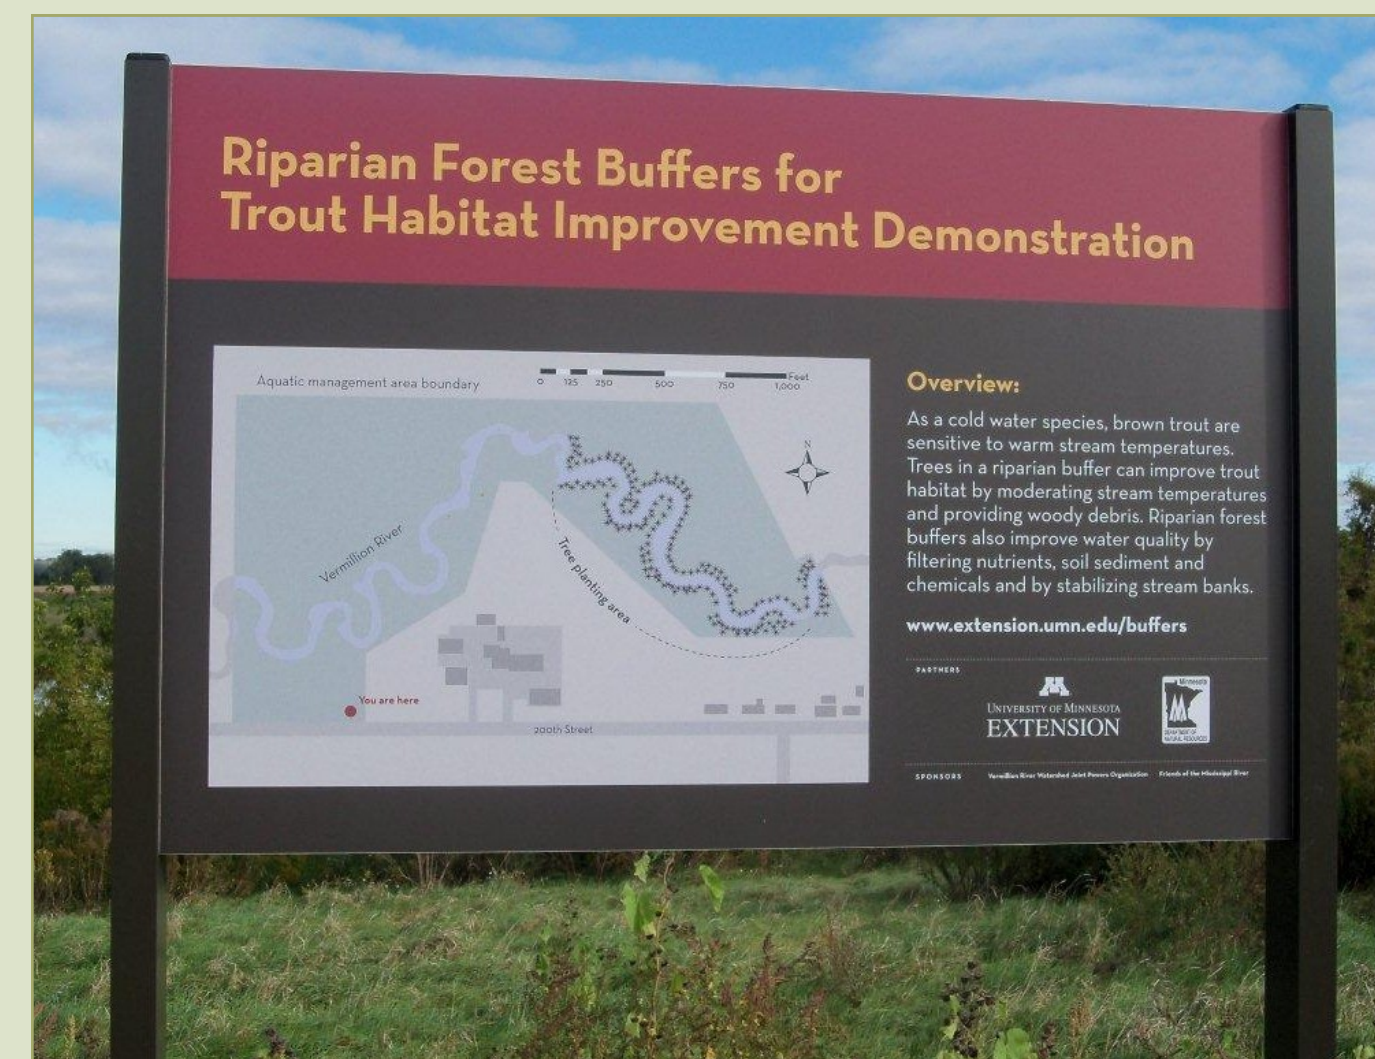 Riparian Forest Buffers for
Trout Habitat Improvement Demonstration
Aquatic management area boundary
0 125 250 500 750 1,000
Feet
N
Vermillion River
Tree planting area
You are here
200th Street
Overview:
As a cold water species, brown trout are
sensitive to warm stream temperatures.
Trees in a riparian buffer can improve trout
habitat by moderating stream temperatures
and providing woody debris. Riparian forest
buffers also improve water quality by
filtering nutrients, soil sediment and
chemicals and by stabilizing stream banks.
www.extension.umn.edu/buffers
PARTNERS
M
UNIVERSITY OF MINNESOTA
EXTENSION
Minnesota
DEPARTMENT OF
NATURAL RESOURCES
SPONSORS Vermillion River Watershed Joint Powers Organization Friends of the Mississippi River